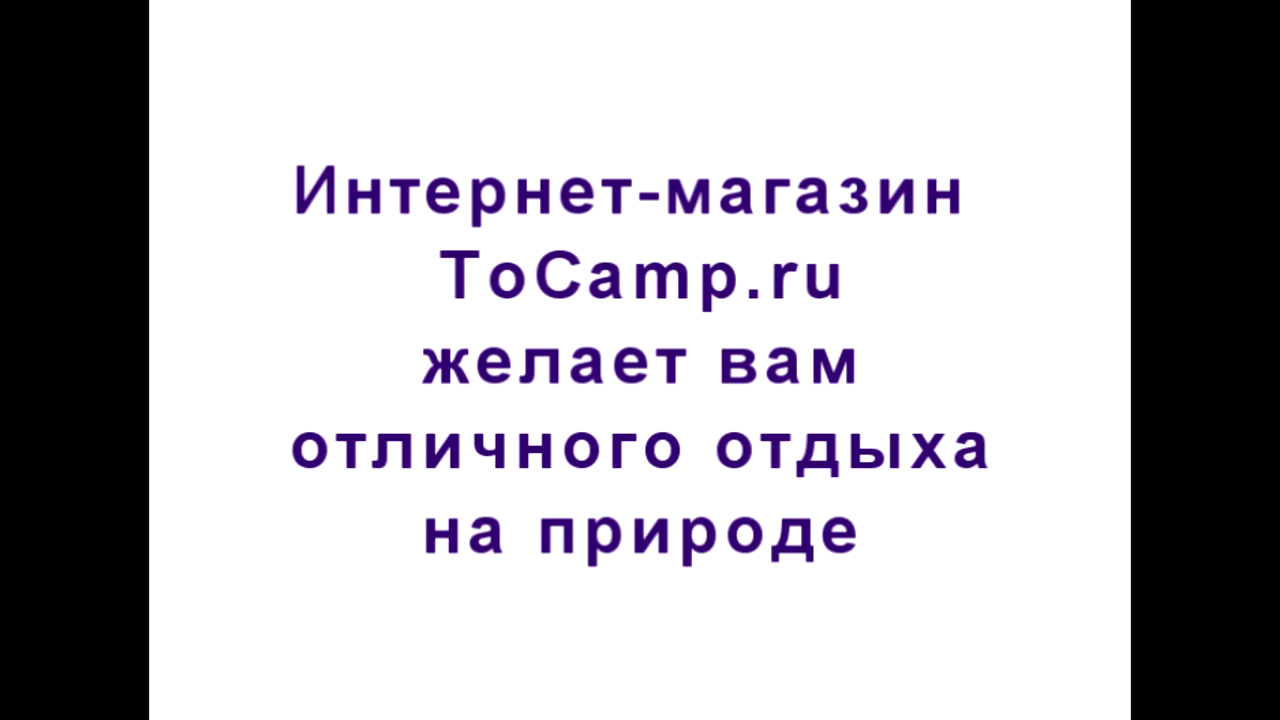 Интернет-магазин
ToCamp.ru
желает вам
отличного отдыха
на природе